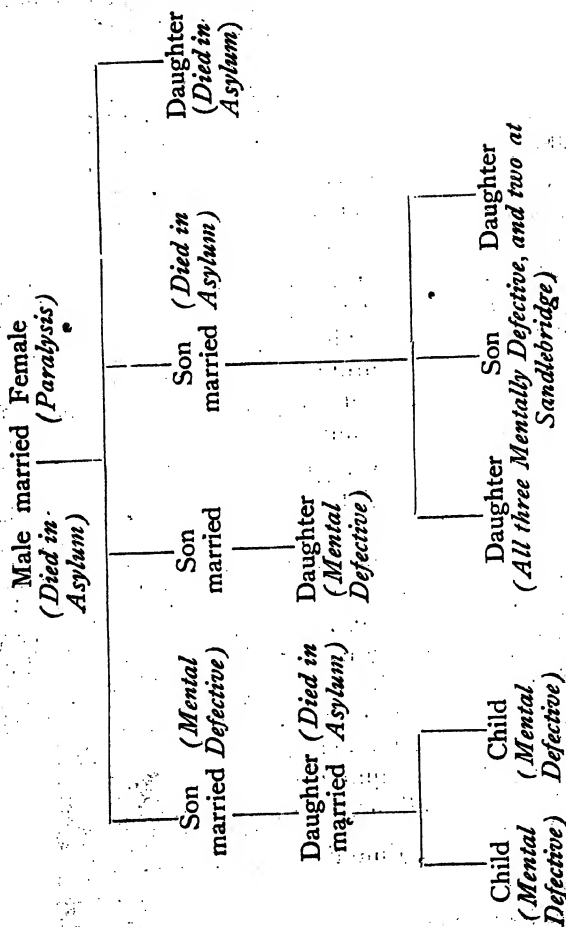 Male married Female
(Died in (Paralysis)
Asylum)
Son (Mental
married Defective)
Son
married
Son (Died in
married Asylum)
Daughter
(Died in
Asylum)
Daughter (Died in
married Asylum)
Daughter
(Mental
Defective)
Child
(Mental
Defective)
Child
(Mental
Defective)
Daughter Son Daughter
(All three Mentally Defective, and two at
Sandlebridge)